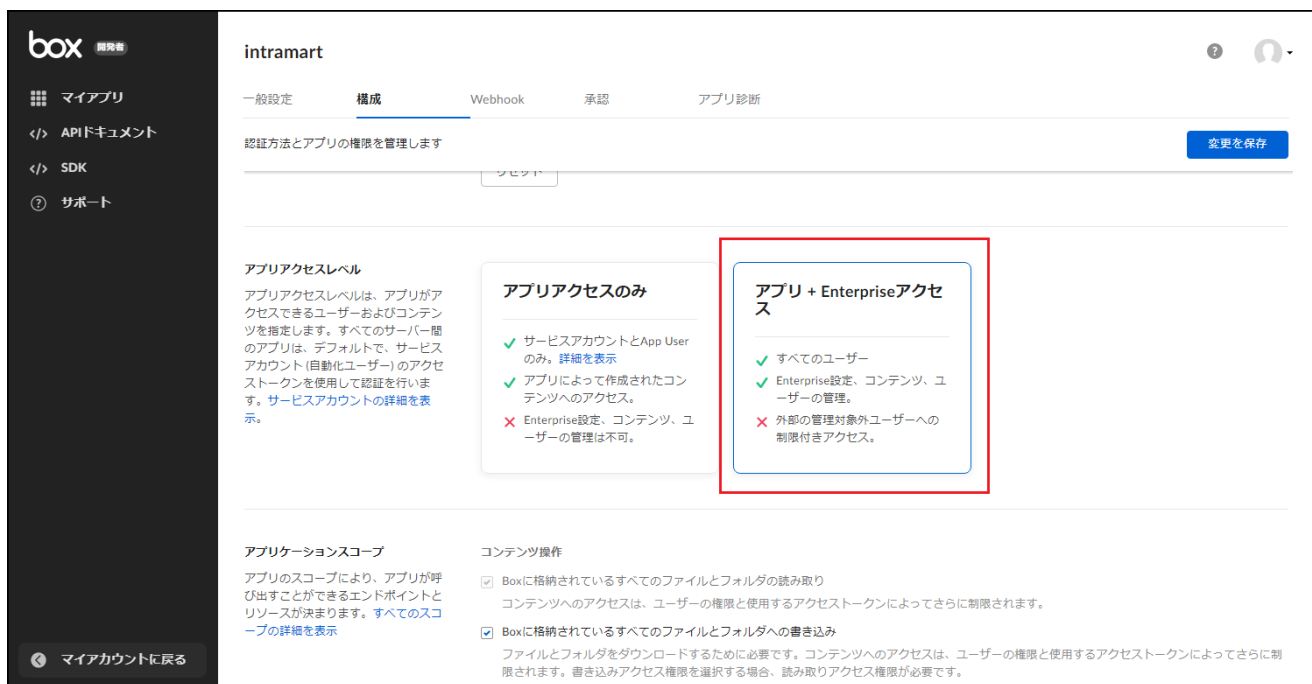 box 開発者
マイアプリ
</> APIドキュメント
</> SDK
? サポート
マイアカウントに戻る
intramart
?
一般設定 構成 Webhook 承認 アプリ診断
認証方法とアプリの権限を管理します
変更を保存
リセット
アプリアクセスレベル
アプリアクセスレベルは、アプリがア
クセスできるユーザーおよびコンテン
ツを指定します。すべてのサーバー間
のアプリは、デフォルトで、サービス
アカウント (自動化ユーザー) のアクセ
ストークンを使用して認証を行いま
す。サービスアカウントの詳細を表
示。
アプリアクセスのみ
サービスアカウントとApp User
のみ。詳細を表示
アプリによって作成されたコン
テンツへのアクセス。
Enterprise設定、コンテンツ、ユ
ーザーの管理は不可。
アプリ + Enterpriseアクセ
ス
すべてのユーザー
Enterprise設定、コンテンツ、ユ
ーザーの管理。
外部の管理対象外ユーザーへの
制限付きアクセス。
アプリケーションスコープ
アプリのスコープにより、アプリが呼
び出すことができるエンドポイントと
リソースが決まります。すべてのスコ
ープの詳細を表示
コンテンツ操作
Boxに格納されているすべてのファイルとフォルダの読み取り
コンテンツへのアクセスは、ユーザーの権限と使用するアクセストークンによってさらに制限されます。
Boxに格納されているすべてのファイルとフォルダへの書き込み
ファイルとフォルダをダウンロードするために必要です。コンテンツへのアクセスは、ユーザーの権限と使用するアクセストークンによってさらに制
限されます。書き込みアクセス権限を選択する場合、読み取りアクセス権限が必要です。